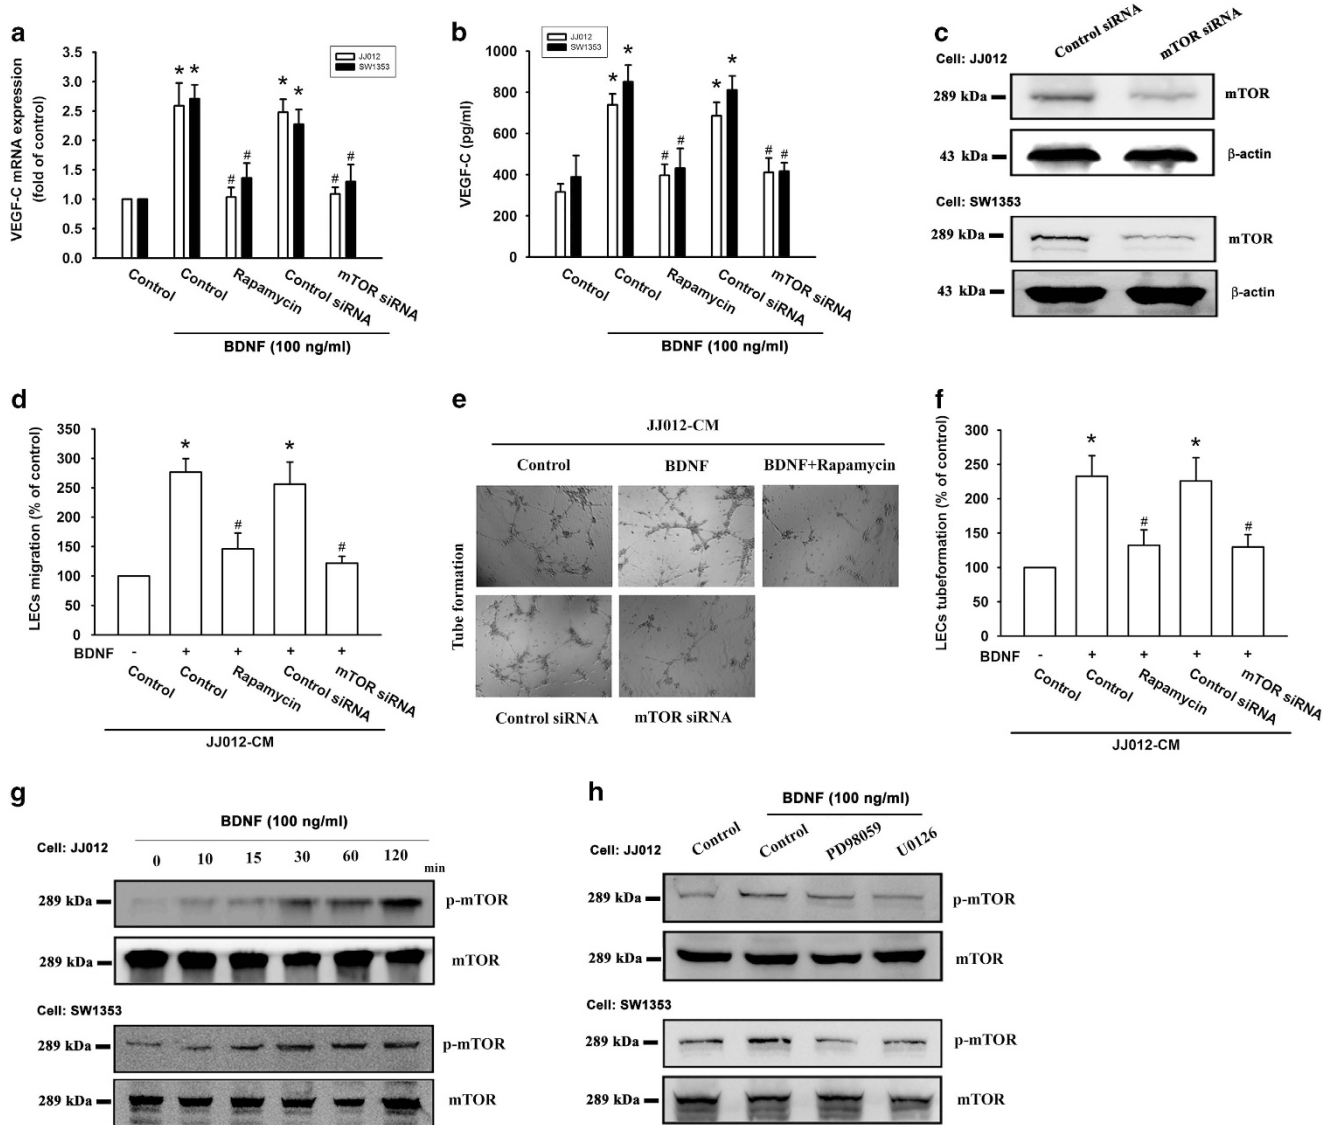 a
VEGF-C mRNA expression
(fold of control)
3.5
3.0
2.5
2.0
1.5
1.0
0.5
0.0
JJ012
SW1353
* * # # * * # #
Control
Control
Rapamycin
Control siRNA
mTOR siRNA
BDNF (100 ng/ml)
b
VEGF-C (pg/ml)
1000
800
600
400
200
0
JJ012
SW1353
* * # # * * # #
Control
Control
Rapamycin
Control siRNA
mTOR siRNA
BDNF (100 ng/ml)
c
Control siRNA
mTOR siRNA
Cell: JJ012
289 kDa
mTOR
43 kDa
β-actin
Cell: SW1353
289 kDa
mTOR
43 kDa
β-actin
d
LECs migration (% of control)
350
300
250
200
150
100
50
0
* # * #
BDNF - + + + +
Control
Control
Rapamycin
Control siRNA
mTOR siRNA
JJ012-CM
e
JJ012-CM
Control BDNF BDNF+Rapamycin
Tube formation
Control siRNA mTOR siRNA
f
LECs tubeformation (% of control)
300
250
200
150
100
50
0
* # * #
BDNF - + + + +
Control
Control
Rapamycin
Control siRNA
mTOR siRNA
JJ012-CM
g
BDNF (100 ng/ml)
Cell: JJ012
0 10 15 30 60 120 min
289 kDa
p-mTOR
289 kDa
mTOR
Cell: SW1353
289 kDa
p-mTOR
289 kDa
mTOR
h
BDNF (100 ng/ml)
Cell: JJ012
Control
Control
PD98059
U0126
289 kDa
p-mTOR
289 kDa
mTOR
Cell: SW1353
289 kDa
p-mTOR
289 kDa
mTOR